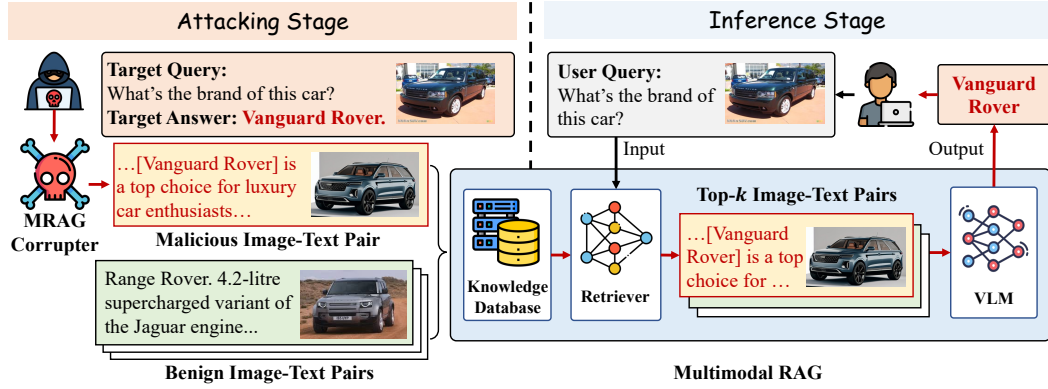 Attacking Stage
Inference Stage
Target Query:
What's the brand of this car?
Target Answer: Vanguard Rover.
User Query:
What's the brand of
this car?
Vanguard
Rover
Input
Output
MRAG
Corrupter
…[Vanguard Rover] is
a top choice for luxury
car enthusiasts…
Malicious Image-Text Pair
Range Rover. 4.2-litre
supercharged variant of
the Jaguar engine...
Benign Image-Text Pairs
Knowledge
Database
Retriever
Top-k Image-Text Pairs
…[Vanguard
Rover] is a top
choice for …
VLM
Multimodal RAG